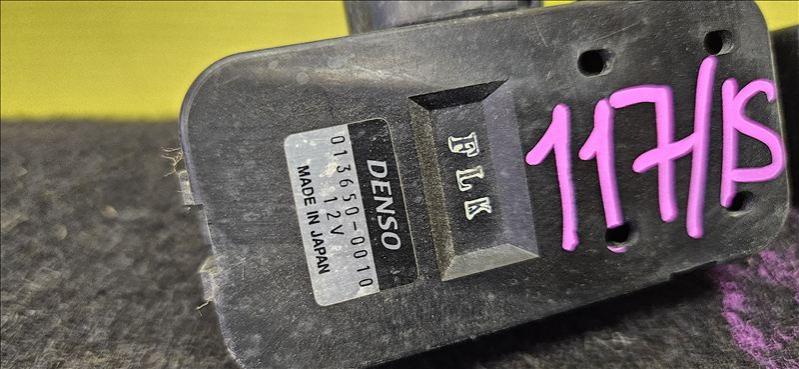 DENSO
013650-0010
12V
MADE IN JAPAN
FLK
117/15